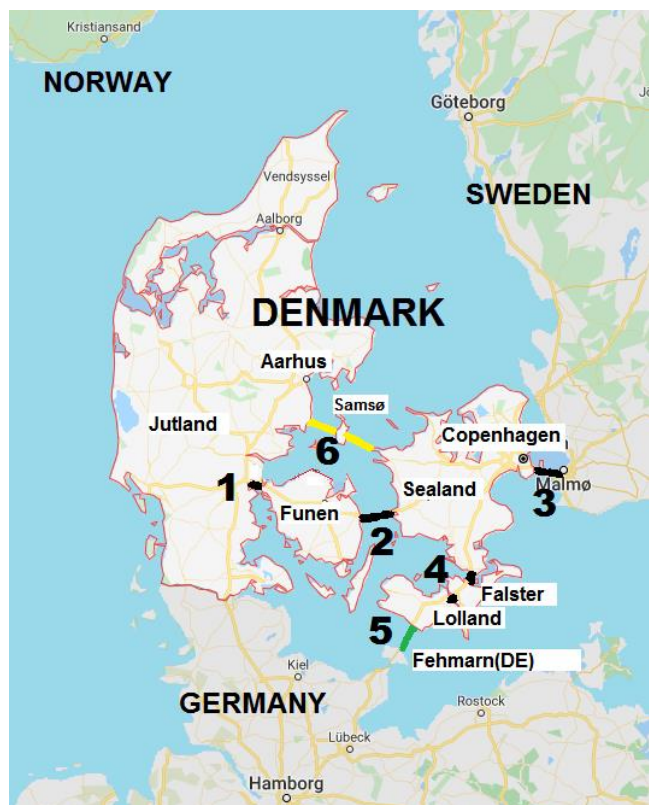 Kristiansand
NORWAY
Göteborg
Jö
SWEDEN
Vendsyssel
Aalborg
DENMARK
Aarhus
Samsø
Jutland
Copenhagen
6
1
Sealand
Malmø
3
Funen
2
4
Falster
Lolland
5
Fehmarn(DE)
Kiel
GERMANY
Rostock
Lübeck
Hamborg